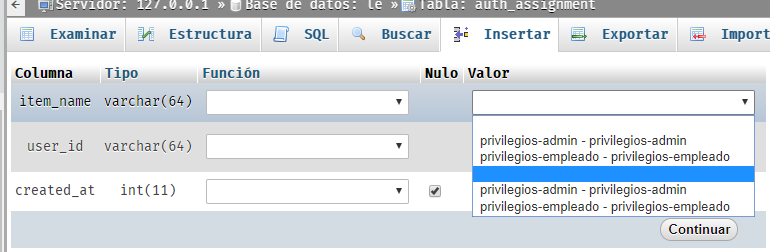 Servidor: 127.0.0.1 » Base de datos: le » Tabla: auth_assignment
Examinar Estructura SQL Buscar Insertar Exportar Import
Columna Tipo Función Nulo Valor
item_name varchar(64)
privilegios-admin - privilegios-admin
user_id varchar(64)
privilegios-empleado - privilegios-empleado
created_at int(11)
privilegios-admin - privilegios-admin
privilegios-empleado - privilegios-empleado
Continuar